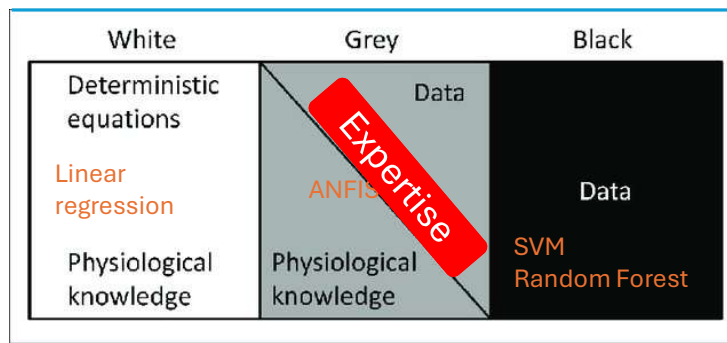 White
Grey
Black
Deterministic
equations
Linear
regression
Physiological
knowledge
Data
Expertise
ANFIS
Physiological
knowledge
Data
SVM
Random Forest